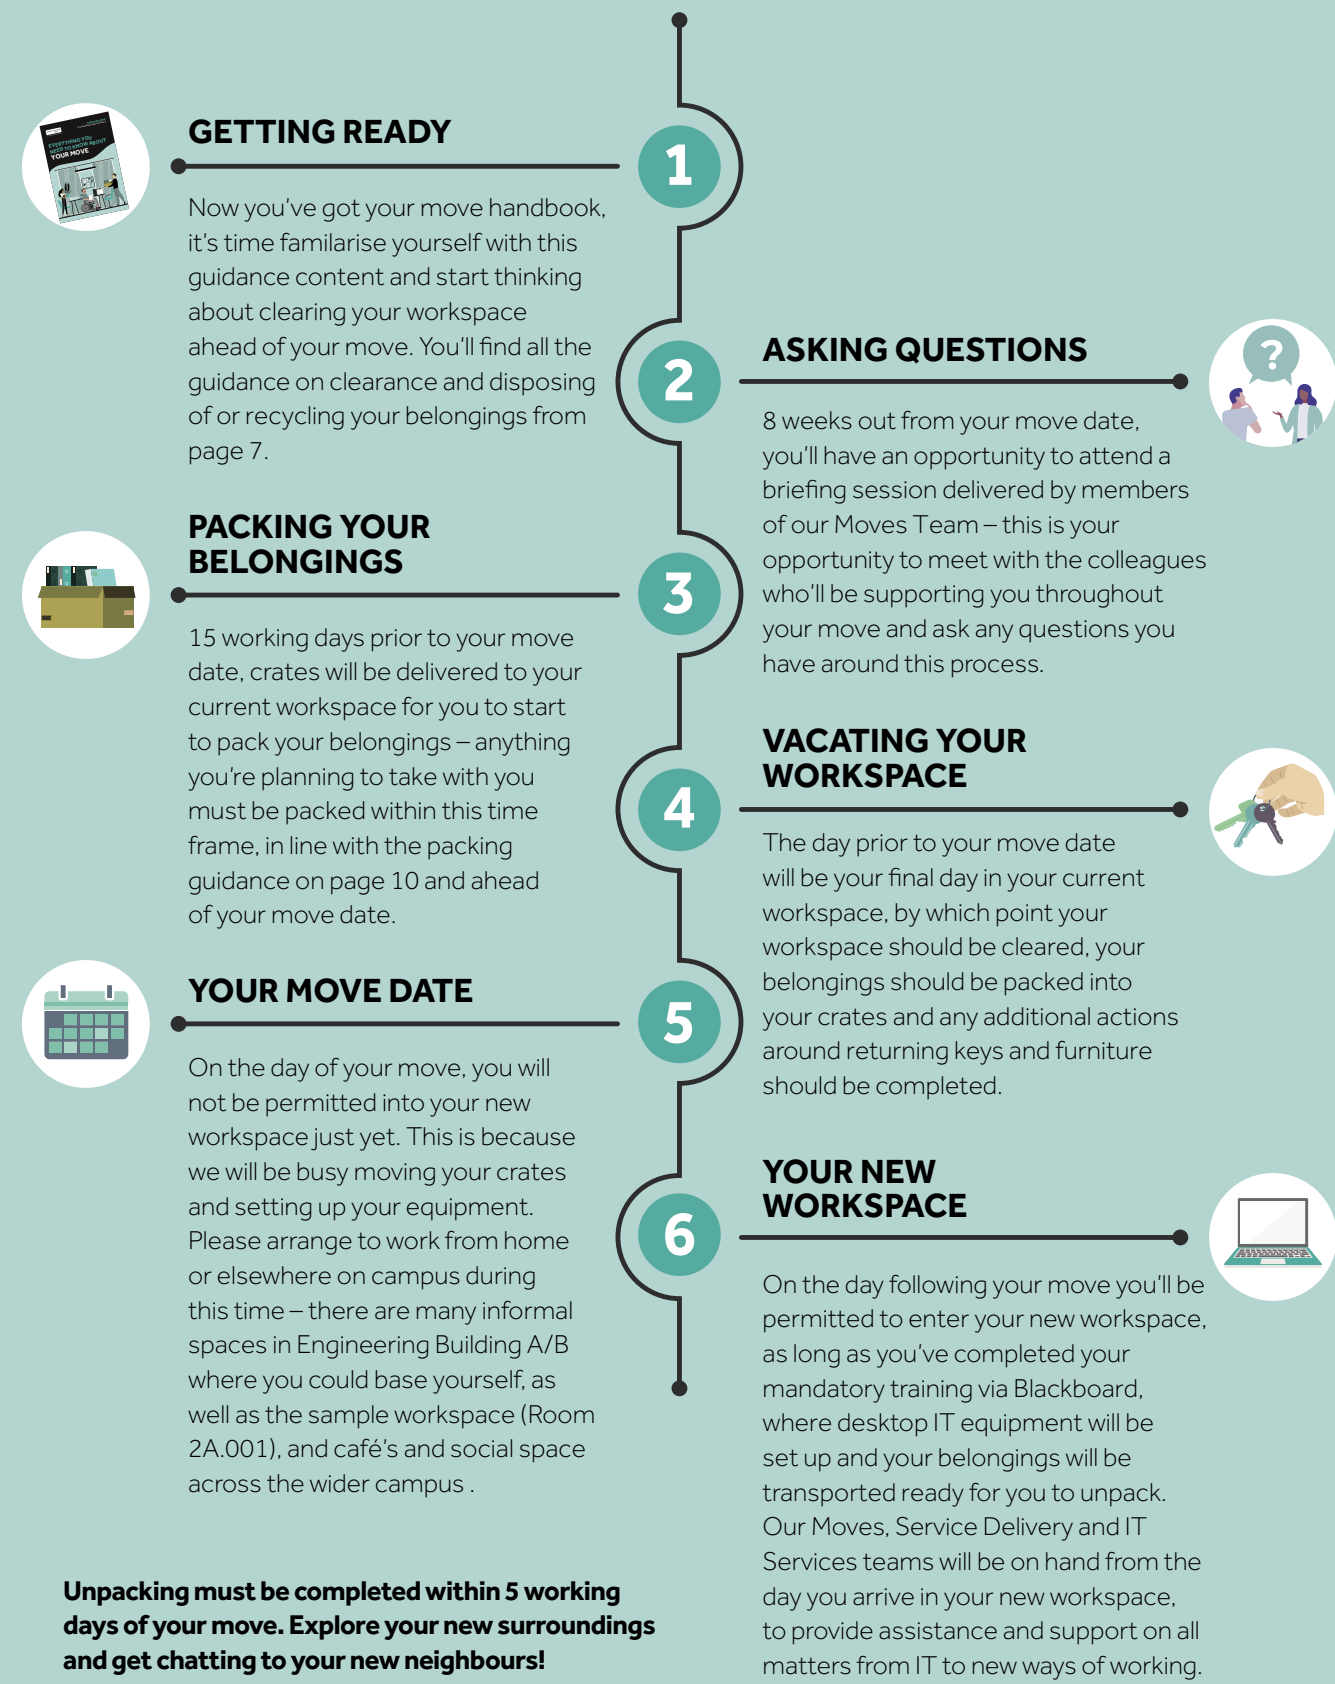 EVERYTHING YOU
NEED TO KNOW ABOUT
YOUR MOVE
GETTING READY
1
Now you've got your move handbook,
it's time familarise yourself with this
guidance content and start thinking
about clearing your workspace
ahead of your move. You'll find all the
guidance on clearance and disposing
of or recycling your belongings from
page 7.
ASKING QUESTIONS
?
2
8 weeks out from your move date,
you'll have an opportunity to attend a
briefing session delivered by members
of our Moves Team – this is your
opportunity to meet with the colleagues
who'll be supporting you throughout
your move and ask any questions you
have around this process.
PACKING YOUR
BELONGINGS
3
15 working days prior to your move
date, crates will be delivered to your
current workspace for you to start
to pack your belongings – anything
you're planning to take with you
must be packed within this time
frame, in line with the packing
guidance on page 10 and ahead
of your move date.
VACATING YOUR
WORKSPACE
4
The day prior to your move date
will be your final day in your current
workspace, by which point your
workspace should be cleared, your
belongings should be packed into
your crates and any additional actions
around returning keys and furniture
should be completed.
YOUR MOVE DATE
5
On the day of your move, you will
not be permitted into your new
workspace just yet. This is because
we will be busy moving your crates
and setting up your equipment.
Please arrange to work from home
or elsewhere on campus during
this time – there are many informal
spaces in Engineering Building A/B
where you could base yourself, as
well as the sample workspace (Room
2A.001), and café's and social space
across the wider campus .
YOUR NEW
WORKSPACE
6
On the day following your move you'll be
permitted to enter your new workspace,
as long as you've completed your
mandatory training via Blackboard,
where desktop IT equipment will be
set up and your belongings will be
transported ready for you to unpack.
Our Moves, Service Delivery and IT
Services teams will be on hand from the
day you arrive in your new workspace,
to provide assistance and support on all
matters from IT to new ways of working.
Unpacking must be completed within 5 working
days of your move. Explore your new surroundings
and get chatting to your new neighbours!